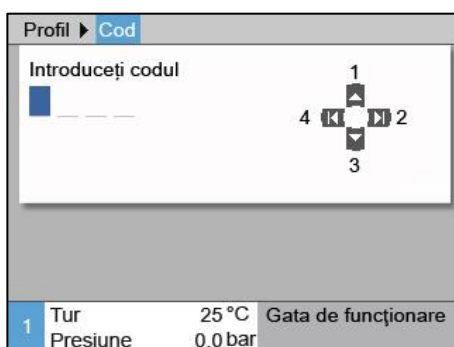 Profil ▶ Cod
Introduceți codul
1
4 2
3
1
Tur 25 °C Gata de funcționare
Presiune 0.0 bar